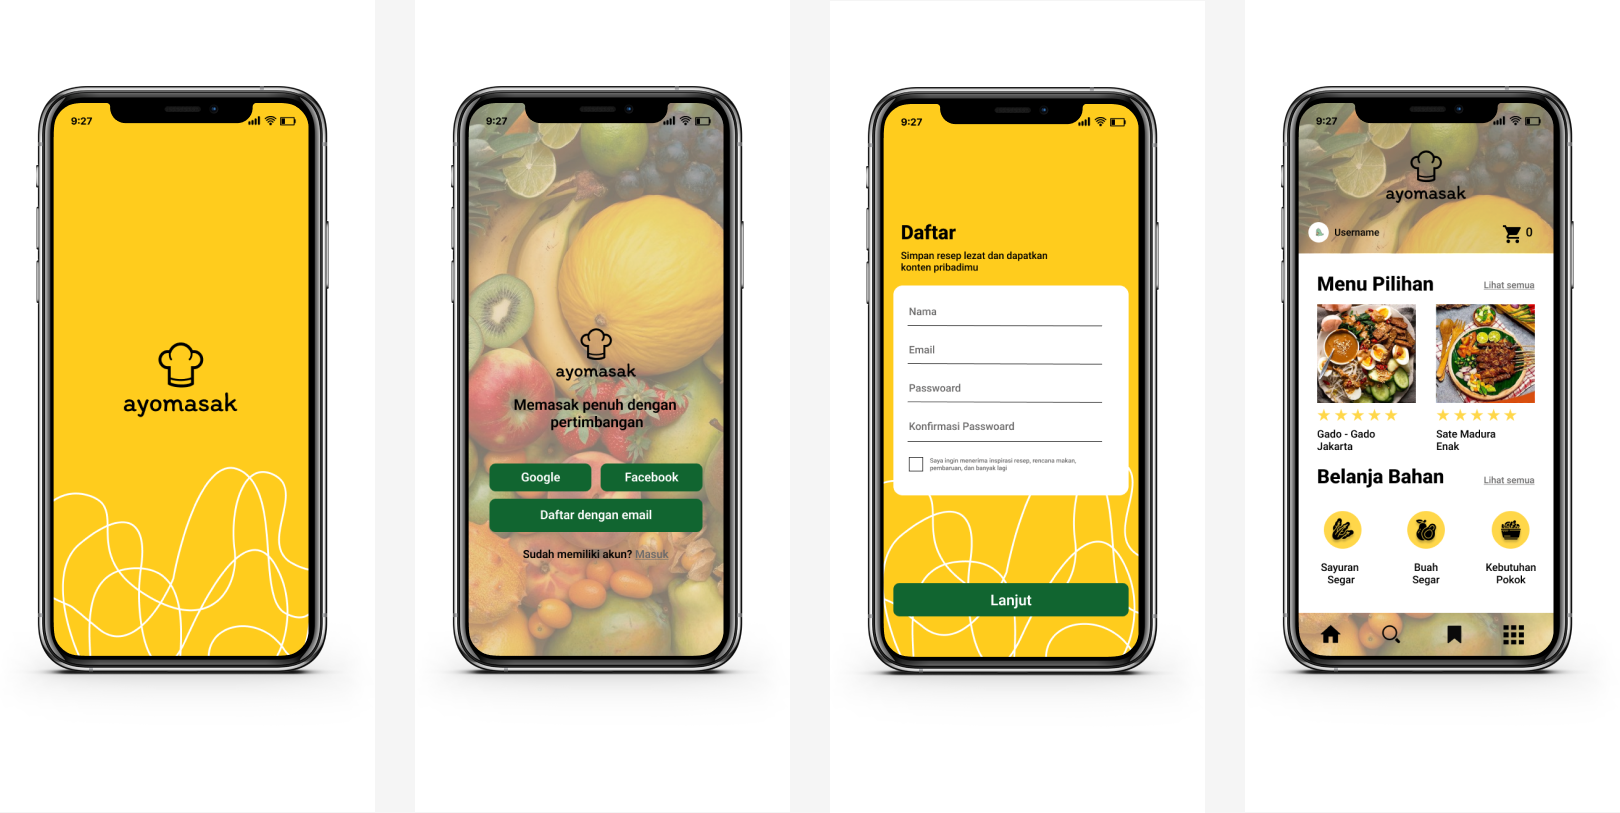 9:27
ayomasak
9:27
ayomasak
Memasak penuh dengan
pertimbangan
Google
Facebook
Daftar dengan email
Sudah memiliki akun? Masuk
9:27
Daftar
Simpan resep lezat dan dapatkan
konten pribadimu
Nama
Email
Passwoard
Konfirmasi Passwoard
Saya ingin menerima inspirasi resep, rencana makan,
pembaruan, dan banyak lagi
Lanjut
9:27
ayomasak
Username
0
Menu Pilihan
Lihat semua
Gado - Gado
Jakarta
Sate Madura
Enak
Belanja Bahan
Lihat semua
Sayuran
Segar
Buah
Segar
Kebutuhan
Pokok